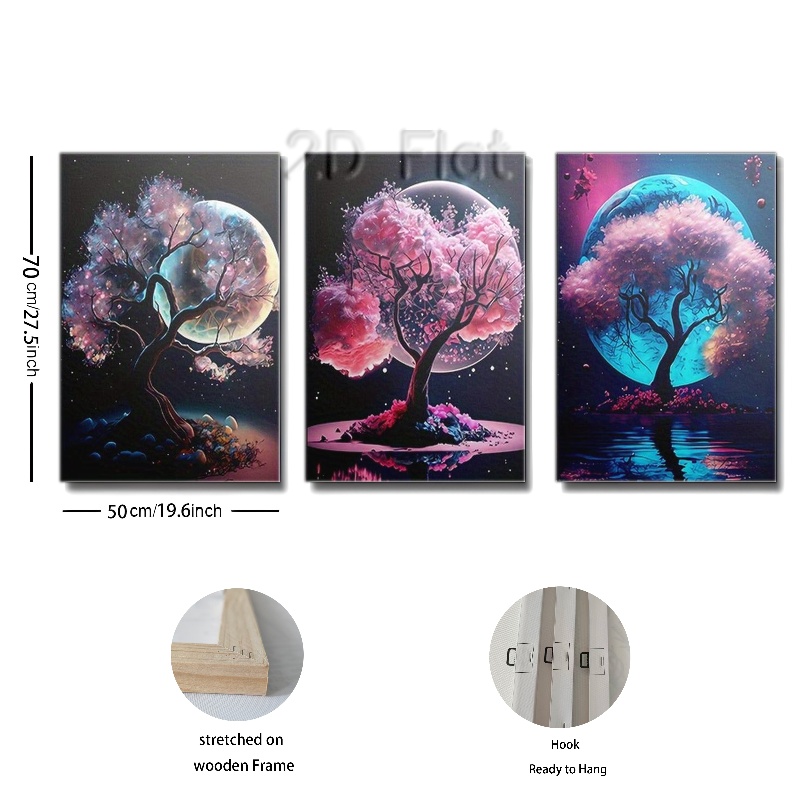 2D Flat
70 cm/27.5inch
50 cm/19.6inch
stretched on
wooden Frame
Hook
Ready to Hang